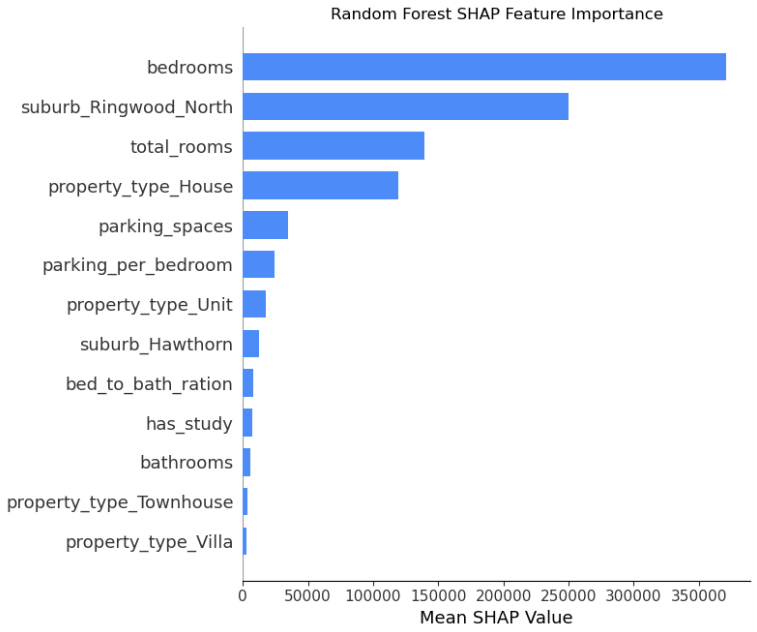 Random Forest SHAP Feature Importance
bedrooms
suburb_Ringwood_North
total_rooms
property_type_House
parking_spaces
parking_per_bedroom
property_type_Unit
suburb_Hawthorn
bed_to_bath_ration
has_study
bathrooms
property_type_Townhouse
property_type_Villa
0 50000 100000 150000 200000 250000 300000 350000
Mean SHAP Value